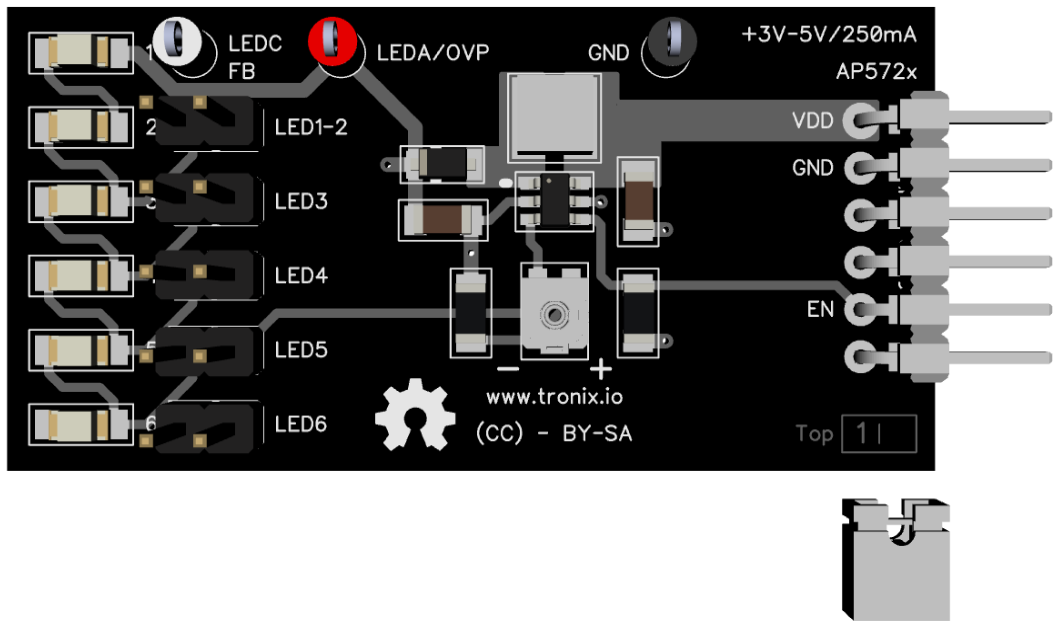 LEDC
FB
LEDA/OVP
GND
+3V-5V/250mA
AP572x
1
2
LED1-2
VDD
GND
3
LED3
LED4
EN
5
LED5
- +
www.tronix.io
(CC) - BY-SA
6
LED6
Top 1